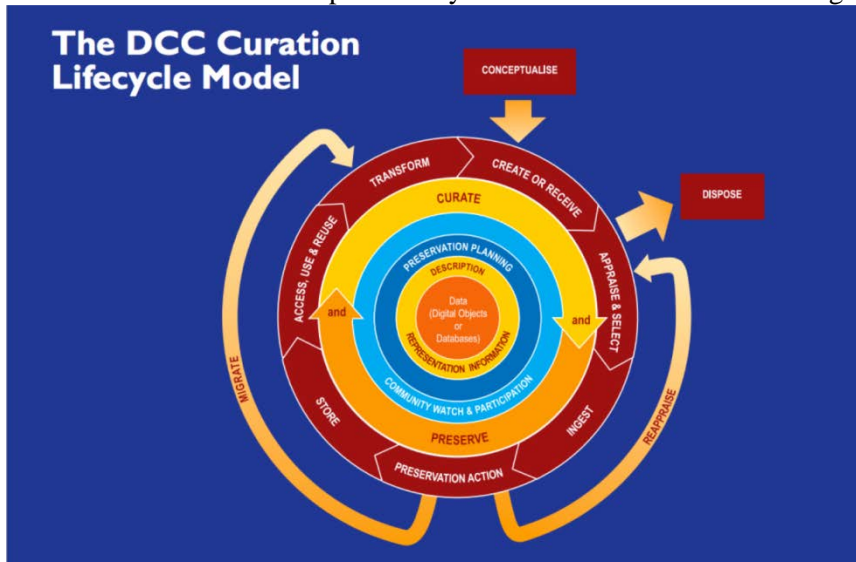 The DCC Curation
Lifecycle Model
CONCEPTUALISE
DISPOSE
TRANSFORM
CREATE OR RECEIVE
APPRAISE & SELECT
INGEST
PRESERVATION ACTION
STORE
ACCESS, USE & REUSE
CURATE
and
PRESERVE
and
PRESERVATION PLANNING
COMMUNITY WATCH & PARTICIPATION
DESCRIPTION
REPRESENTATION INFORMATION
Data
(Digital Objects
or
Databases)
MIGRATE
REAPPRAISE